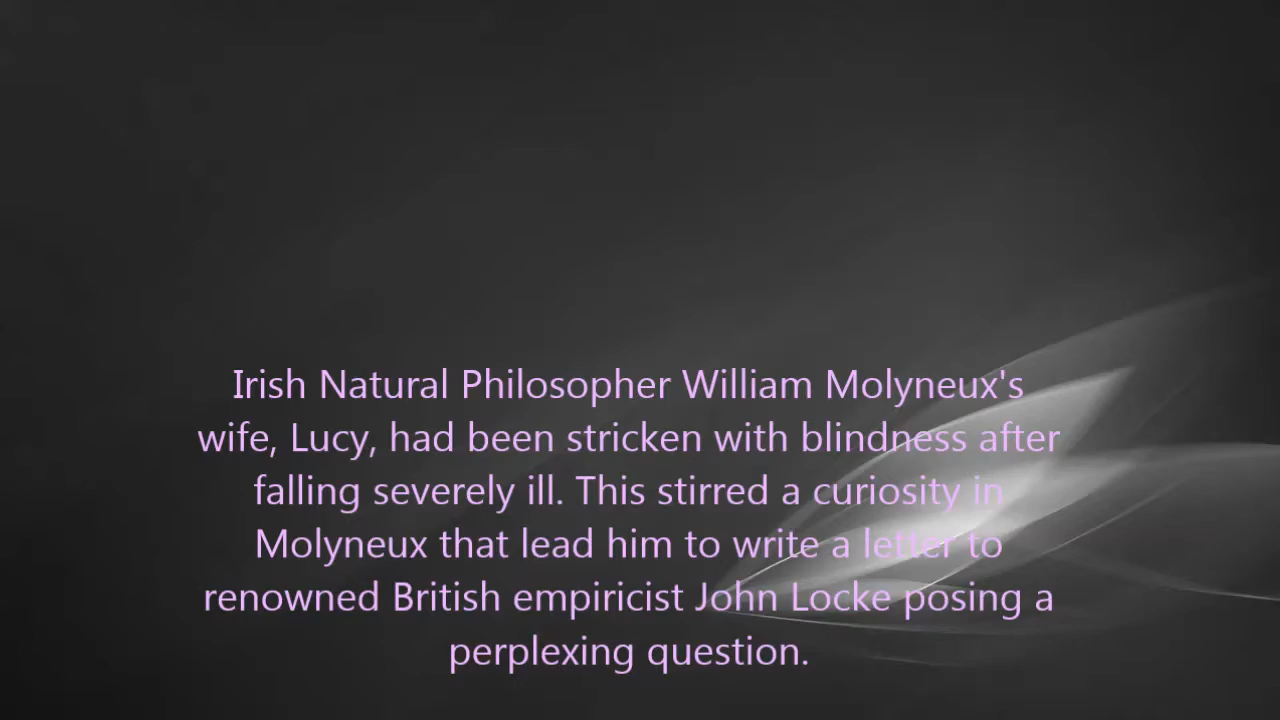 Irish Natural Philosopher William Molyneux's
wife, Lucy, had been stricken with blindness after
falling severely ill. This stirred a curiosity in
Molyneux that lead him to write a letter to
renowned British empiricist John Locke posing a
perplexing question.